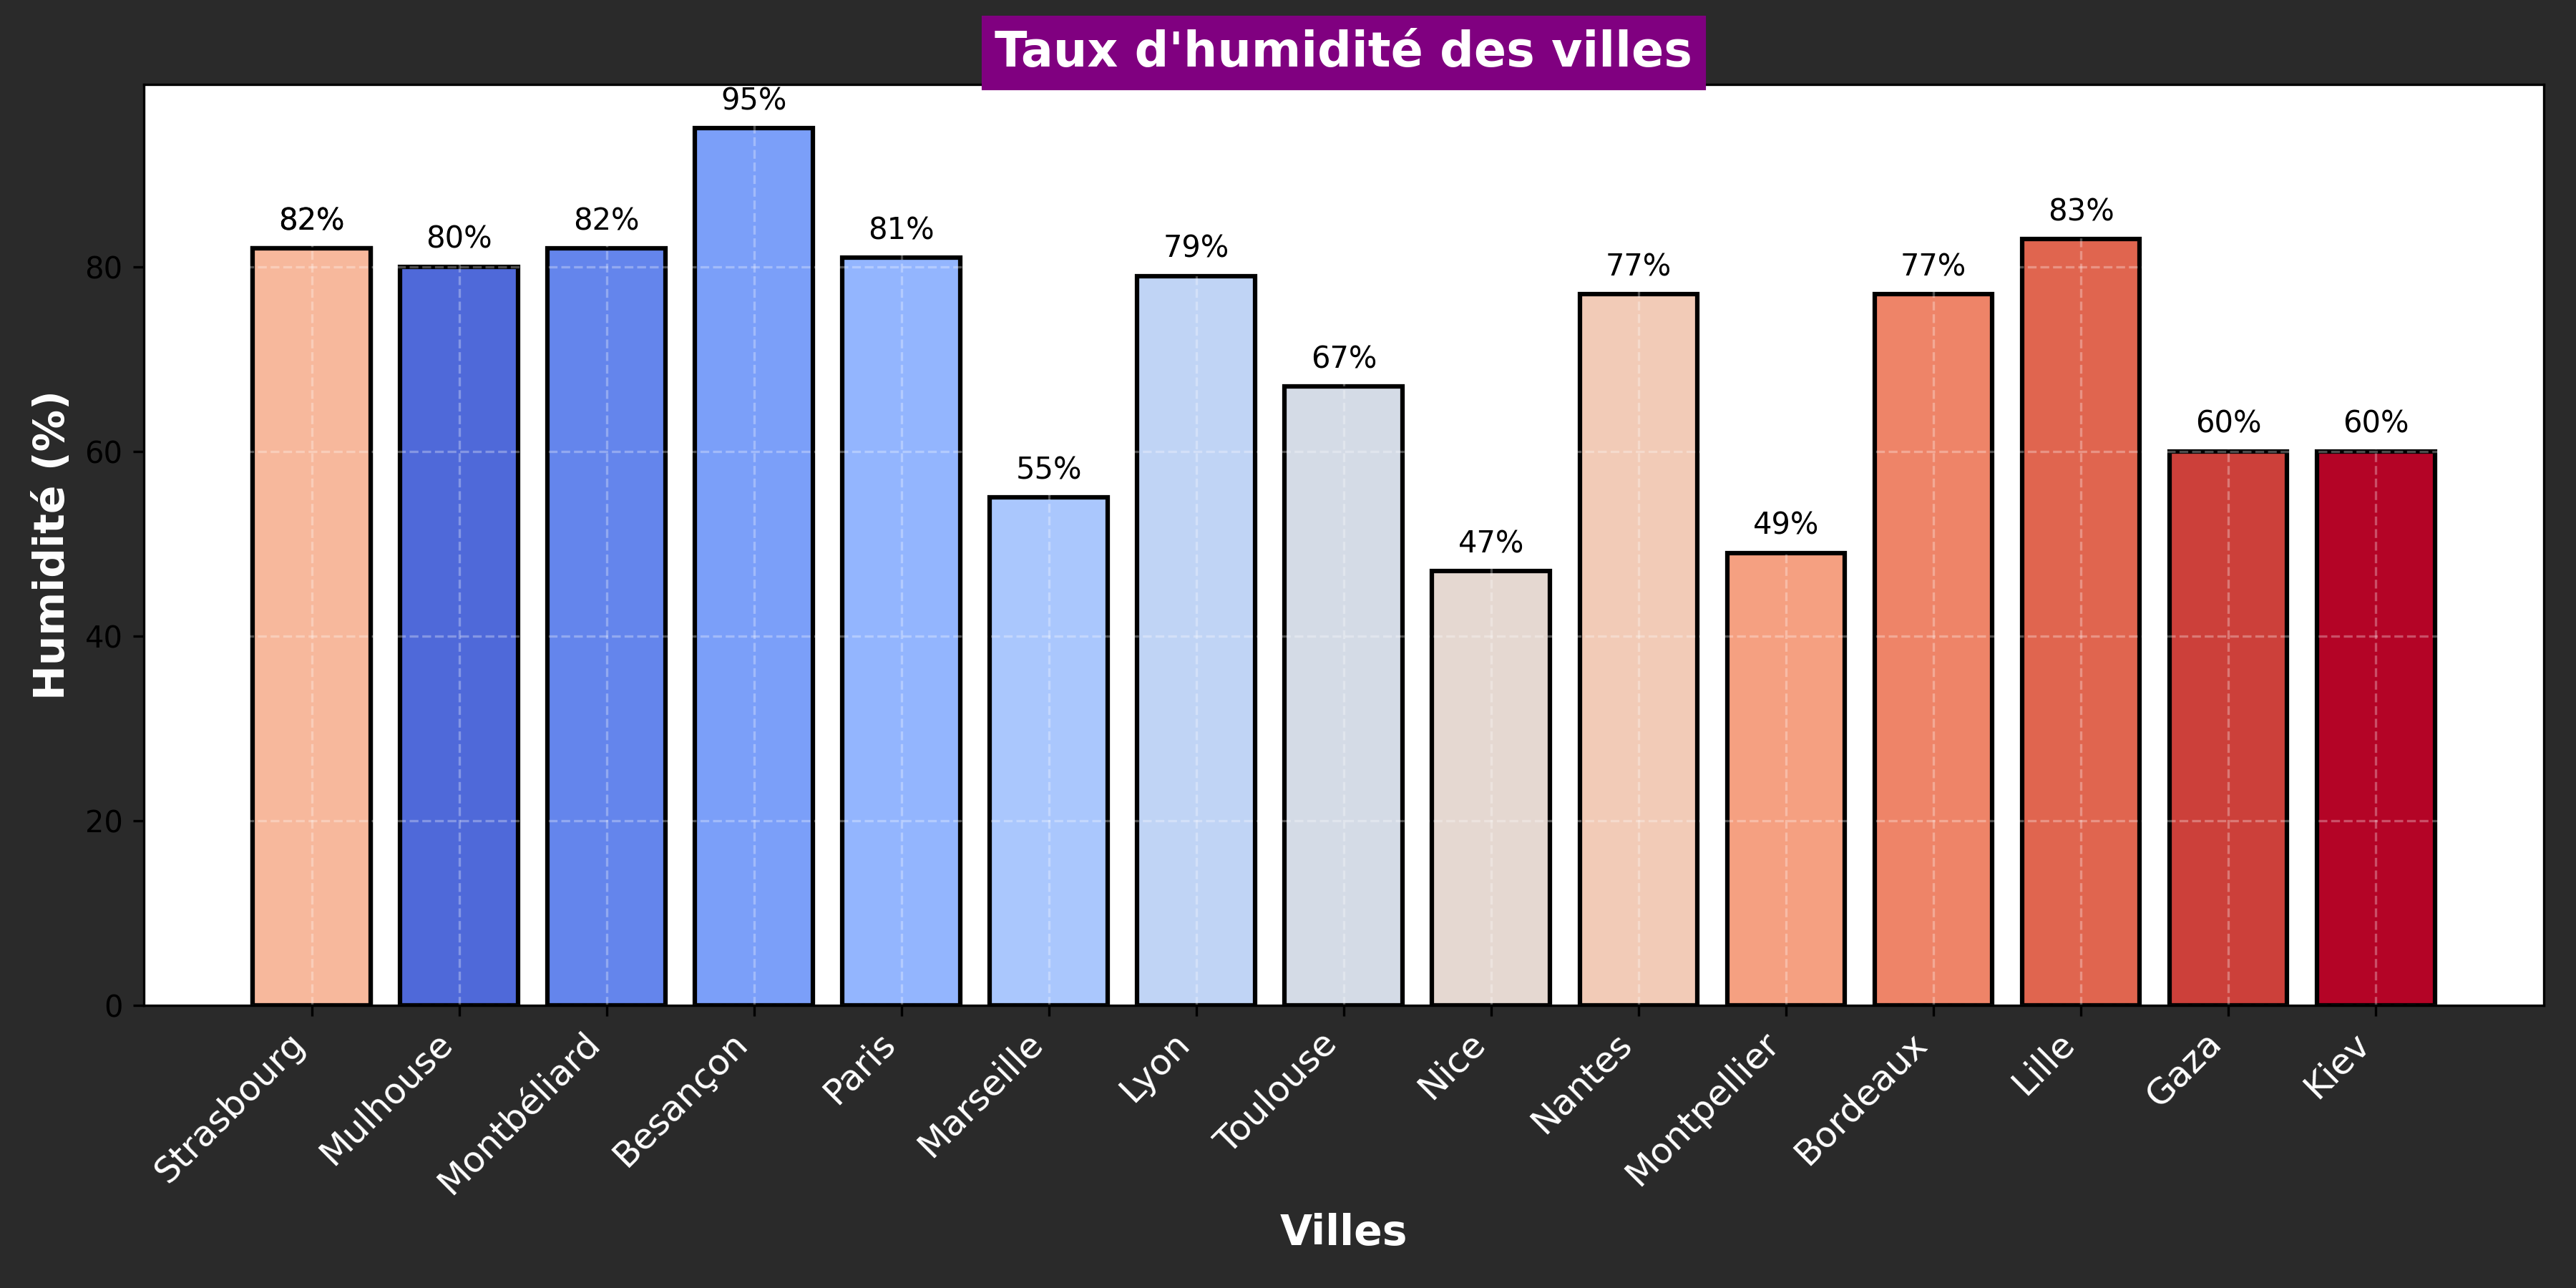 Taux d'humidité des villes
95%
82%
80%
82%
81%
55%
79%
67%
47%
77%
49%
77%
83%
60%
60%
Humidité (%)
80
60
40
20
0
Strasbourg
Mulhouse
Montbéliard
Besançon
Paris
Marseille
Lyon
Toulouse
Nice
Nantes
Montpellier
Bordeaux
Lille
Gaza
Kiev
Villes